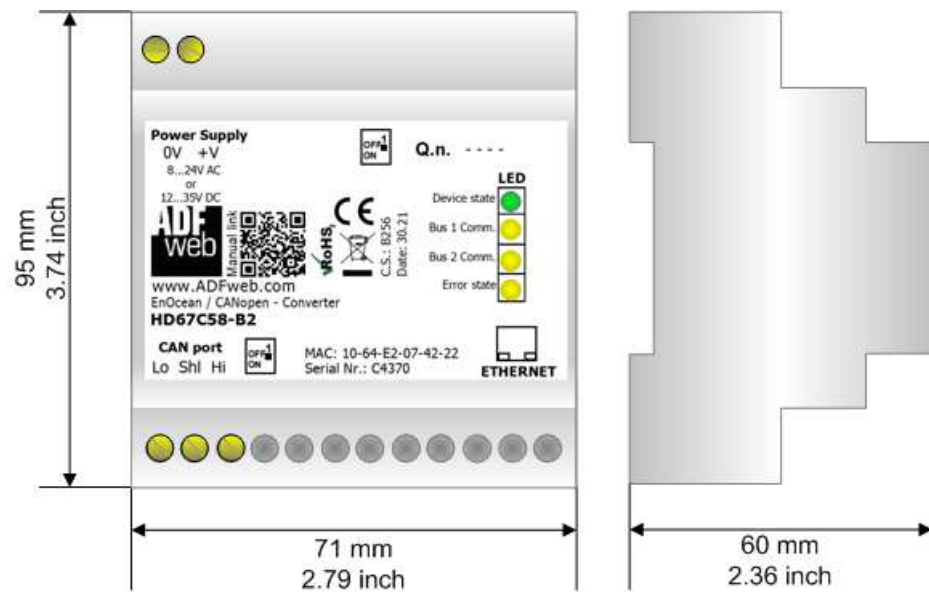 Power Supply
0V +V
8...24V AC
or
12...35V DC
OFF 1
ON
Q.n. - - - -
LED
Device state
Bus 1 Comm.
Bus 2 Comm.
Error state
ADF
web
Manual link
RoHS
CE
C.S.: B256
Date: 30.21
www.ADFweb.com
EnOcean / CANopen - Converter
HD67C58-B2
CAN port
Lo Shl Hi
OFF 1
ON
MAC: 10-64-E2-07-42-22
Serial Nr.: C4370
ETHERNET
95 mm
3.74 inch
71 mm
2.79 inch
60 mm
2.36 inch